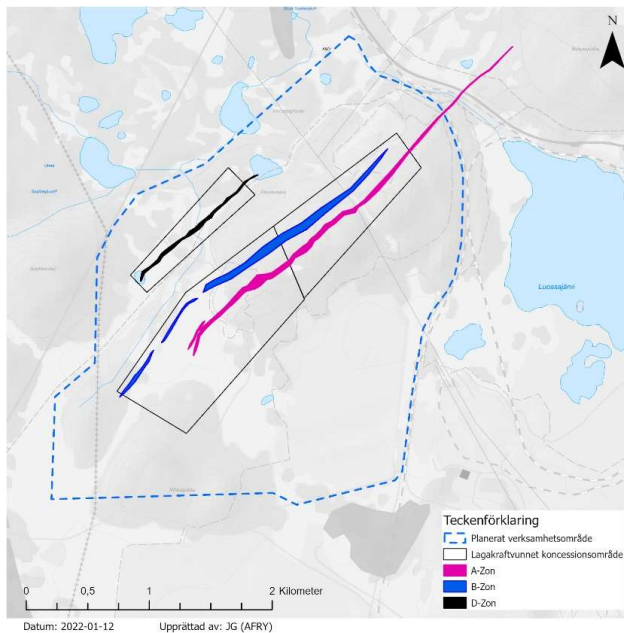 N
Luossajärvi
Teckenförklaring
Planerat verksamhetsområde
Lagakraftvunnet koncessionsområde
A-Zon
B-Zon
D-Zon
0 0,5 1 2 Kilometer
Datum: 2022-01-12 Upprättad av: JG (AFRY)